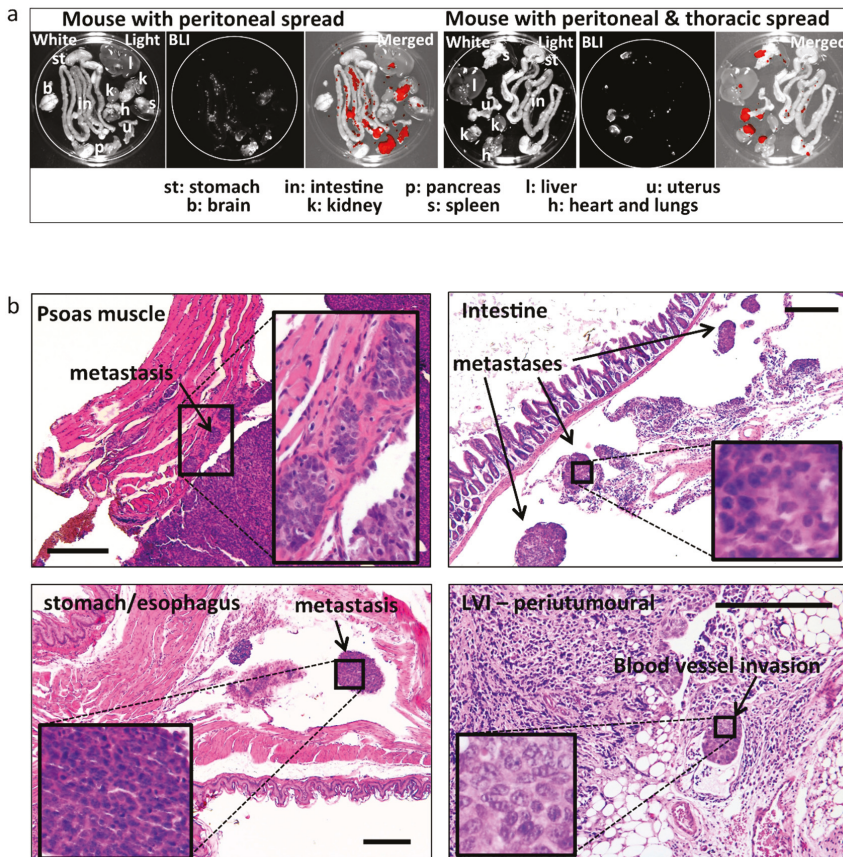 a
Mouse with peritoneal spread
Mouse with peritoneal & thoracic spread
White Light BLI Merged
White Light BLI Merged
st
l
b
k
k
in
h
s
u
p
s
st
l
u
in
k
k
h
st: stomach in: intestine p: pancreas l: liver u: uterus
b: brain k: kidney s: spleen h: heart and lungs
b
Psoas muscle
metastasis
Intestine
metastases
stomach/esophagus
metastasis
LVI – periutumoural
Blood vessel invasion